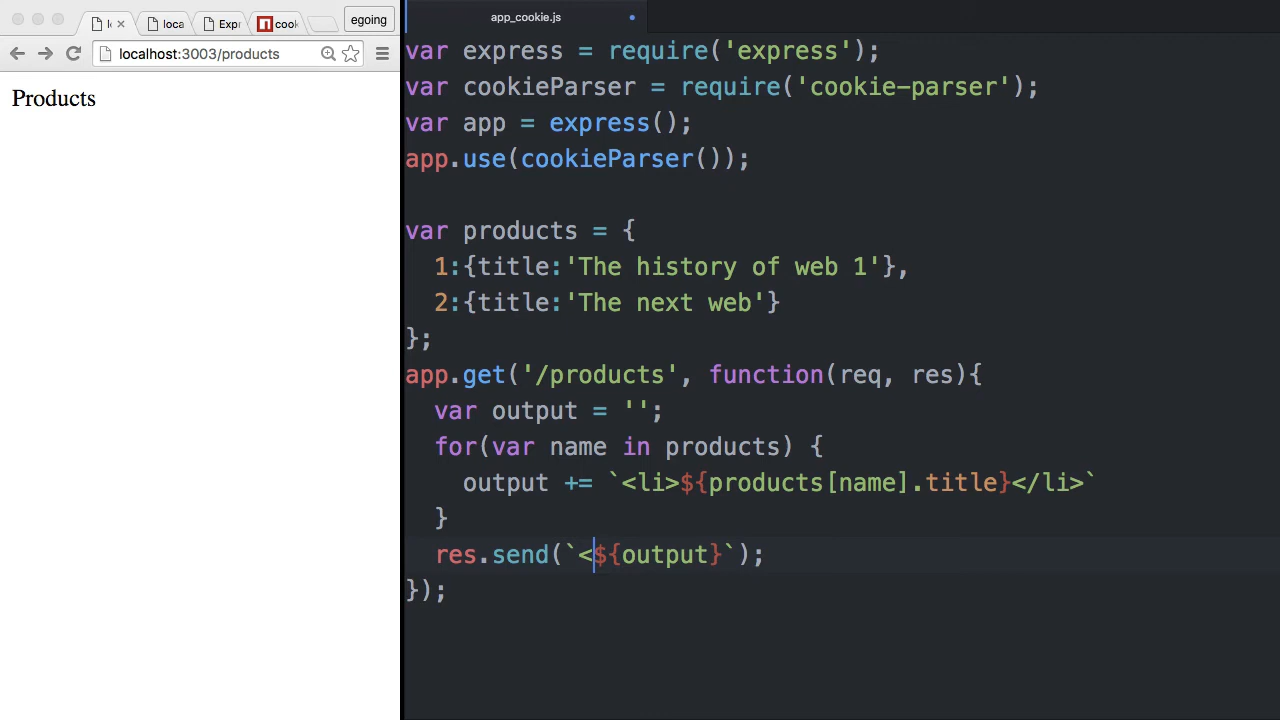 loca
Expr
cook
egoing
localhost:3003/products
Products
app_cookie.js
var express = require('express');
var cookieParser = require('cookie-parser');
var app = express();
app.use(cookieParser());
var products = {
  1:{title:'The history of web 1'},
  2:{title:'The next web'}
};
app.get('/products', function(req, res){
  var output = '';
  for(var name in products) {
    output += `<li>${products[name].title}</li>`
  }
  res.send(`<${output}`);
});